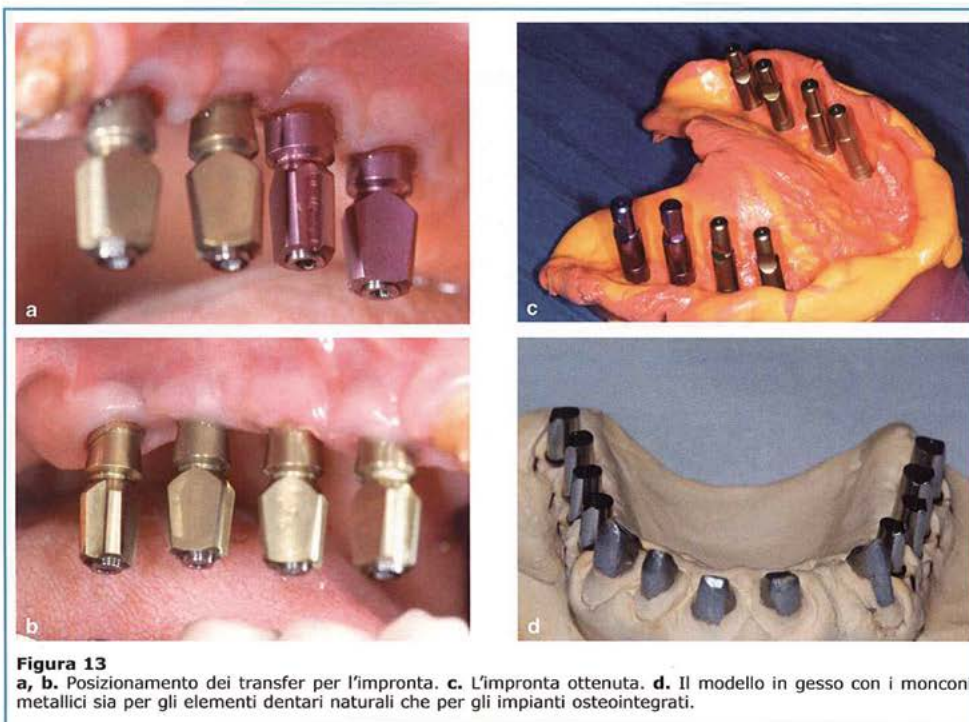 a
c
b
d
Figura 13
a, b. Posizionamento dei transfer per l'impronta. c. L'impronta ottenuta. d. Il modello in gesso con i monconi
metallici sia per gli elementi dentari naturali che per gli impianti osteointegrati.